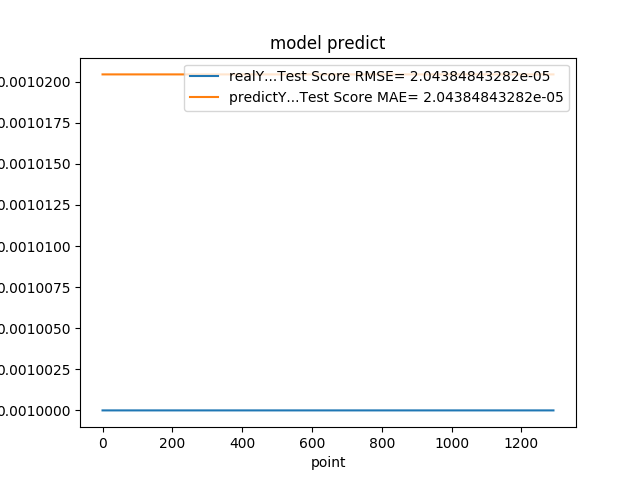 model predict
realY...Test Score RMSE= 2.04384843282e-05
predictY...Test Score MAE= 2.04384843282e-05
0.0010200
0.0010175
0.0010150
0.0010125
0.0010100
0.0010075
0.0010050
0.0010025
0.0010000
0 200 400 600 800 1000 1200
point